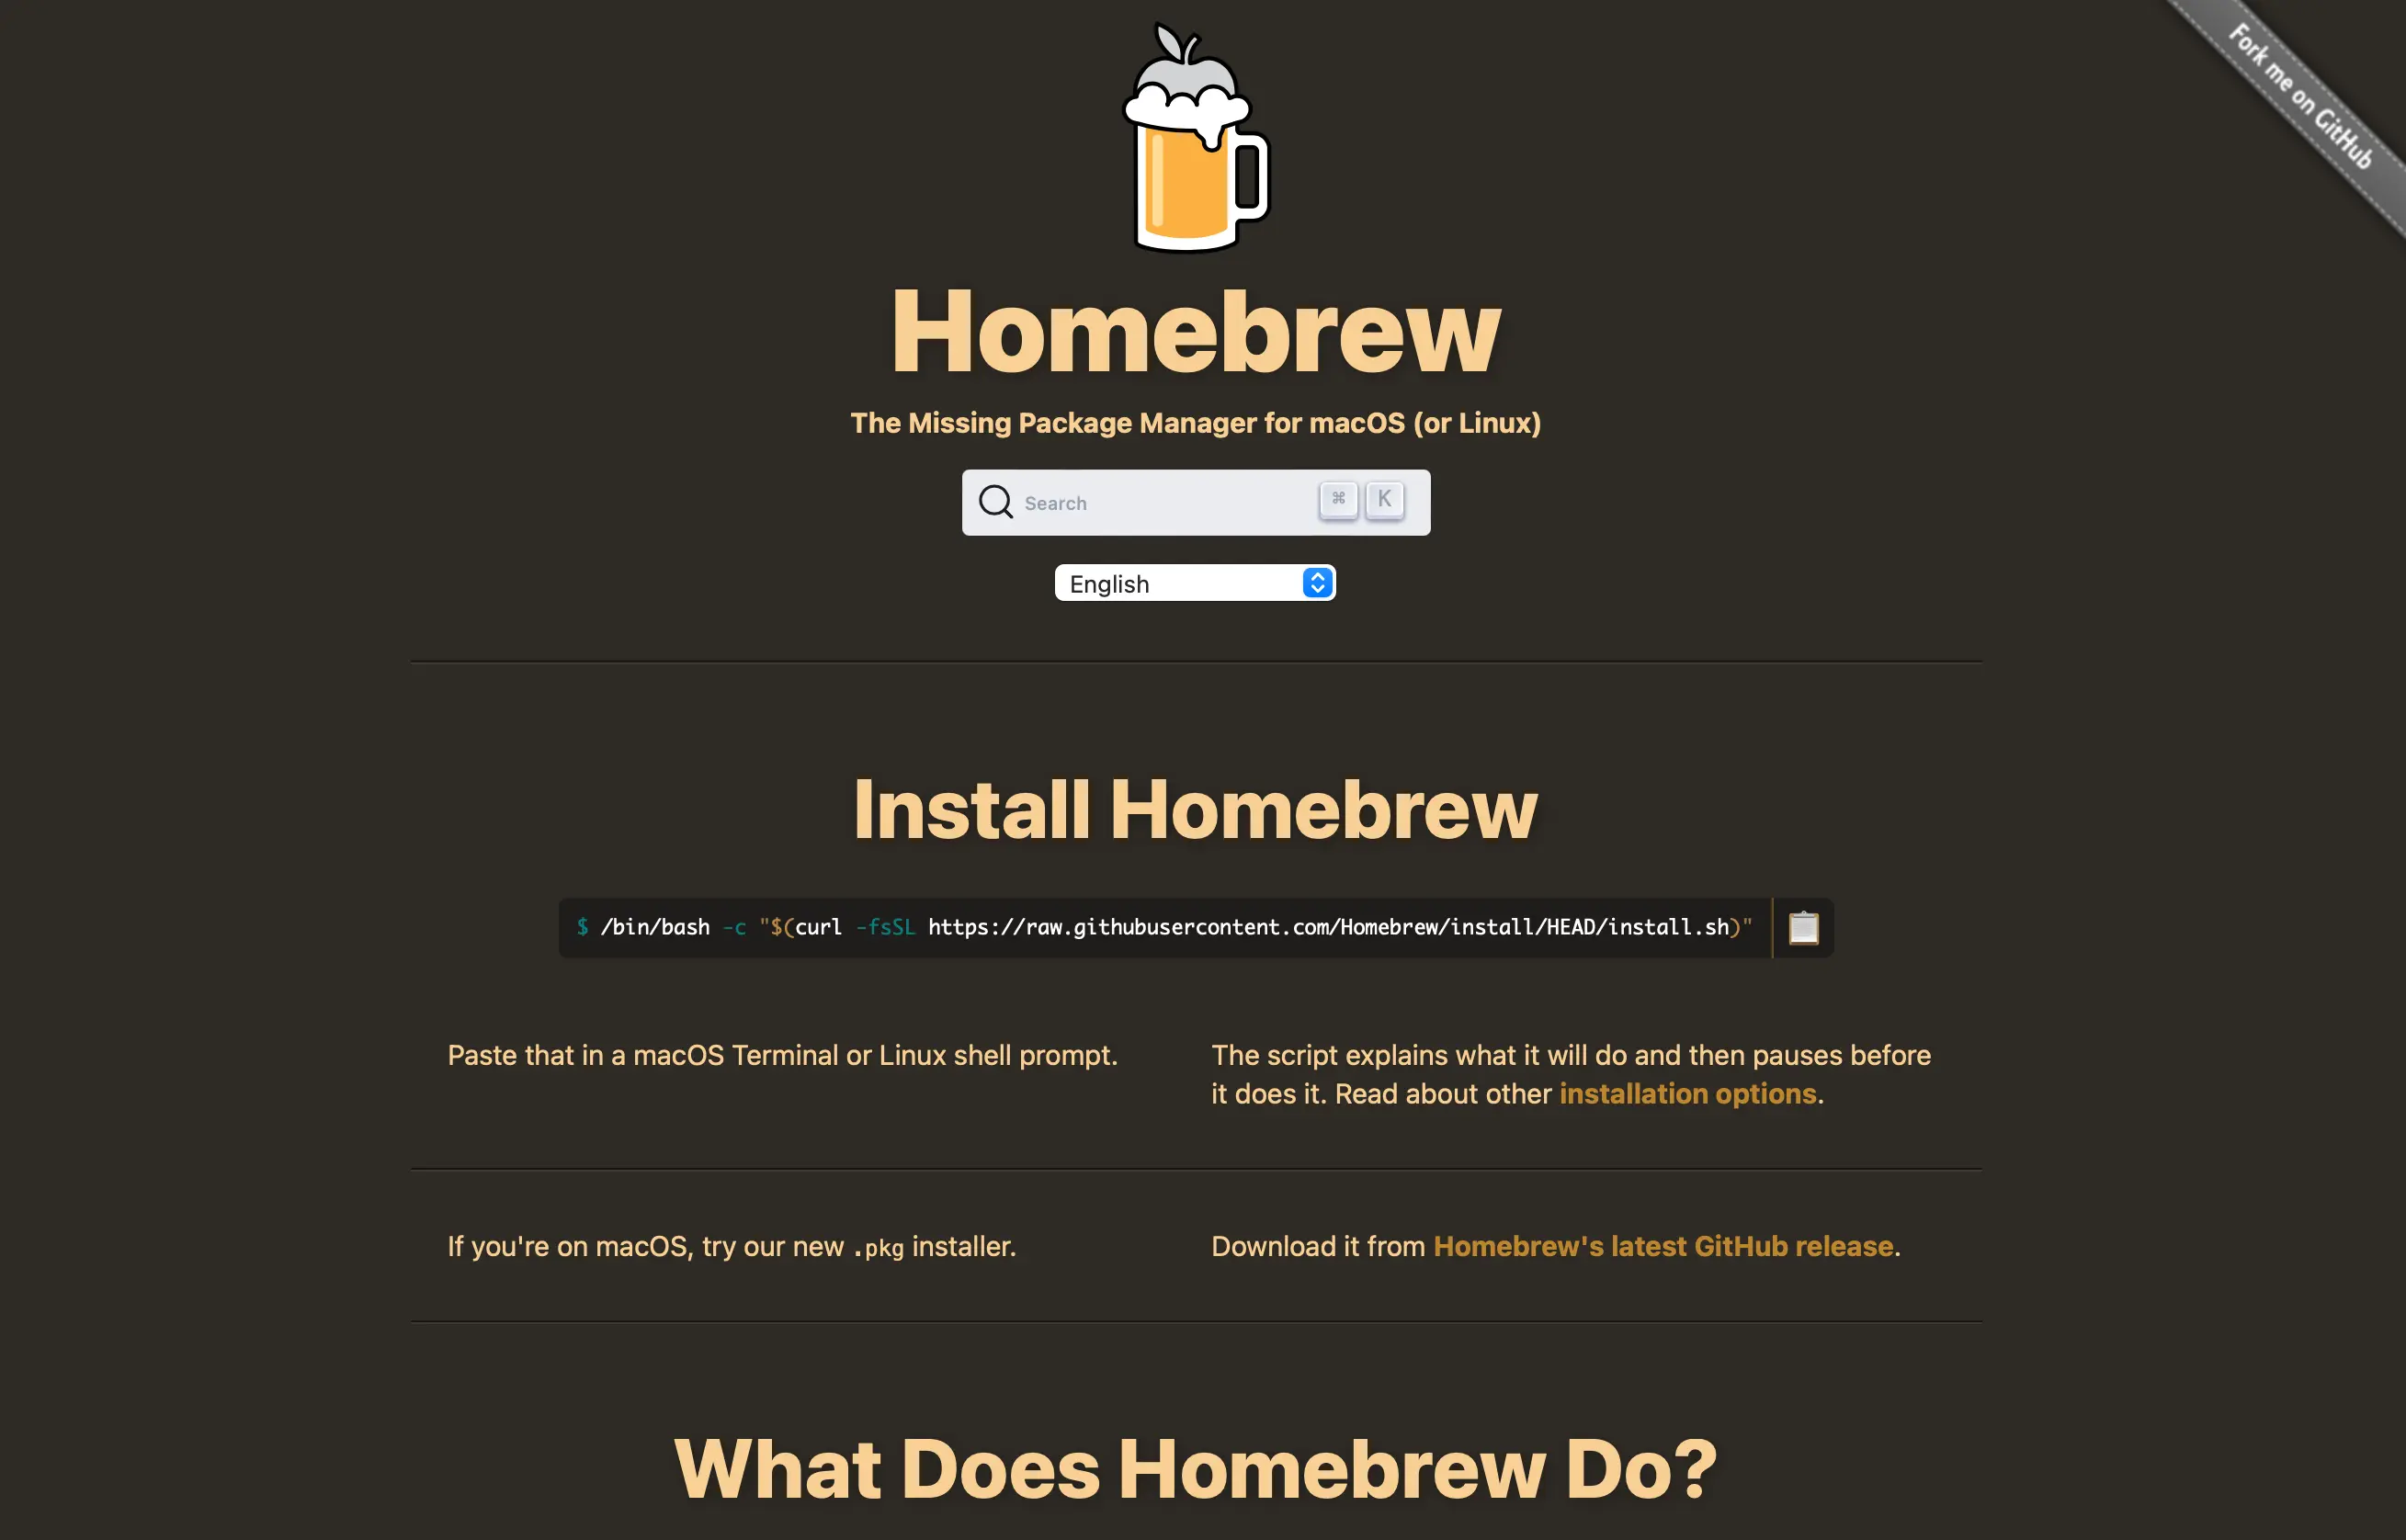 Fork me on GitHub
Homebrew
The Missing Package Manager for macOS (or Linux)
Search ⌘ K
English
Install Homebrew
$ /bin/bash -c "$(curl -fsSL https://raw.githubusercontent.com/Homebrew/install/HEAD/install.sh)"
Paste that in a macOS Terminal or Linux shell prompt.
The script explains what it will do and then pauses before
it does it. Read about other installation options.
If you're on macOS, try our new .pkg installer.
Download it from Homebrew's latest GitHub release.
What Does Homebrew Do?